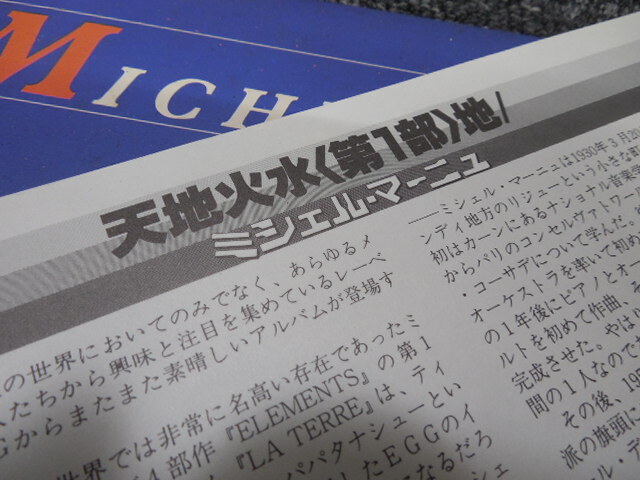 MICH
天地火水〈第1部〉地/
ミシェル・マーニュ
の世界においてのみでなく、あらゆるメ
たちから興味と注目を集めているレーベ
からまたまた素晴しいアルバムが登場す
世界では非常に名高い存在であったミ
4部作『ELEMENTS』の第1
『LA TERRE』は、ティ
パパタナシューとい
したEGGのイ
になるだろ
——ミシェル・マーニュは1930年3月
ンディ地方のリジューという小さな町
初はカーンにあるナショナル音楽学
からパリのコンセルヴァトワー
・コーサデについて学んだ。
オーケストラを率いて初め
の1年後にピアノとオー
ルトを初めて作曲、そ
完成させた。やは
間の1人なのであ
その後、195
派の旗頭に
ル・デ